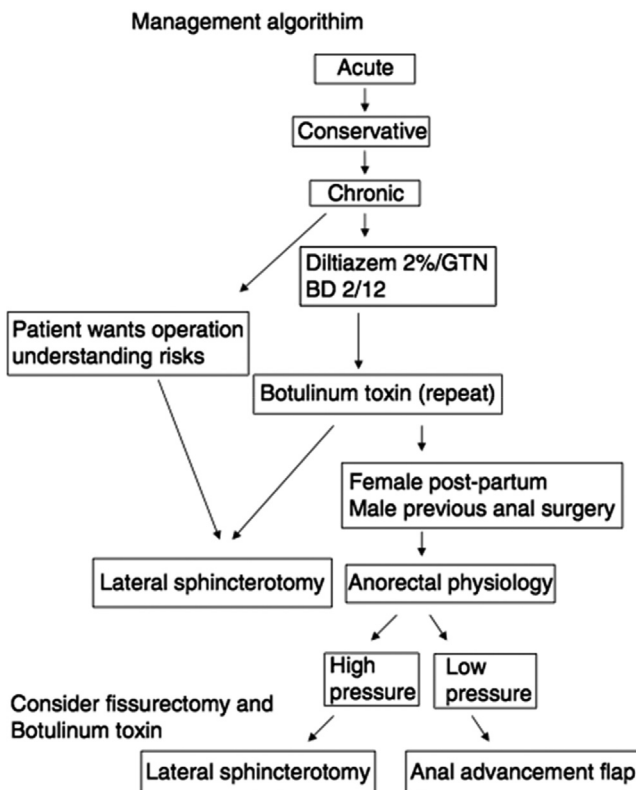 Management algorithim
Acute
Conservative
Chronic
Diltiazem 2%/GTN
BD 2/12
Patient wants operation
understanding risks
Botulinum toxin (repeat)
Female post-partum
Male previous anal surgery
Lateral sphincterotomy
Anorectal physiology
High
pressure
Low
pressure
Consider fissurectomy and
Botulinum toxin
Lateral sphincterotomy
Anal advancement flap